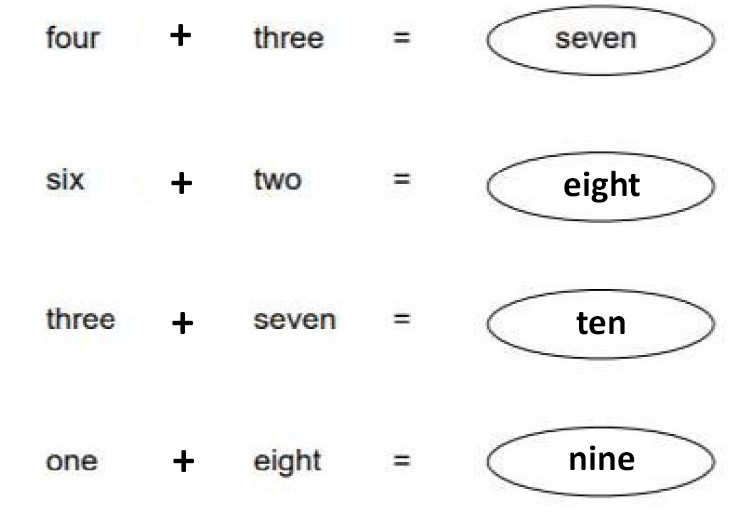 four + three = seven
six + two = eight
three + seven = ten
one + eight = nine